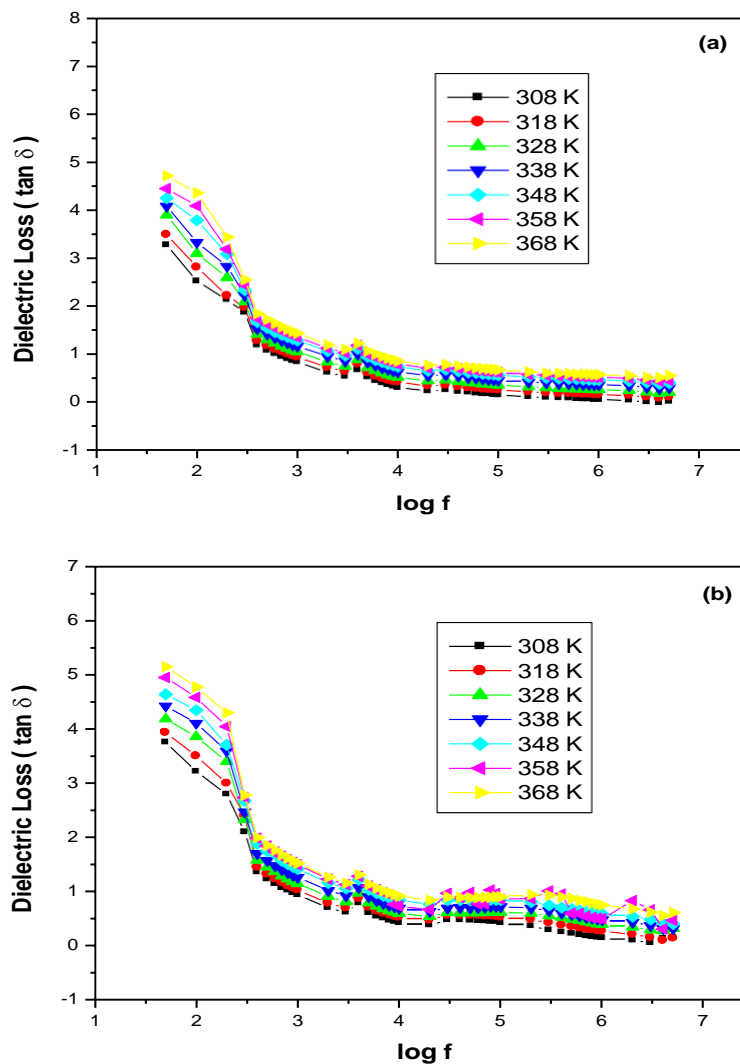 8
(a)
7
308 K
318 K
328 K
338 K
348 K
358 K
368 K
6
5
4
3
2
1
0
-1
Dielectric Loss ( tan δ )
1 2 3 4 5 6 7
log f
7
(b)
6
308 K
318 K
328 K
338 K
348 K
358 K
368 K
5
4
3
2
1
0
-1
Dielectric Loss ( tan δ )
1 2 3 4 5 6 7
log f